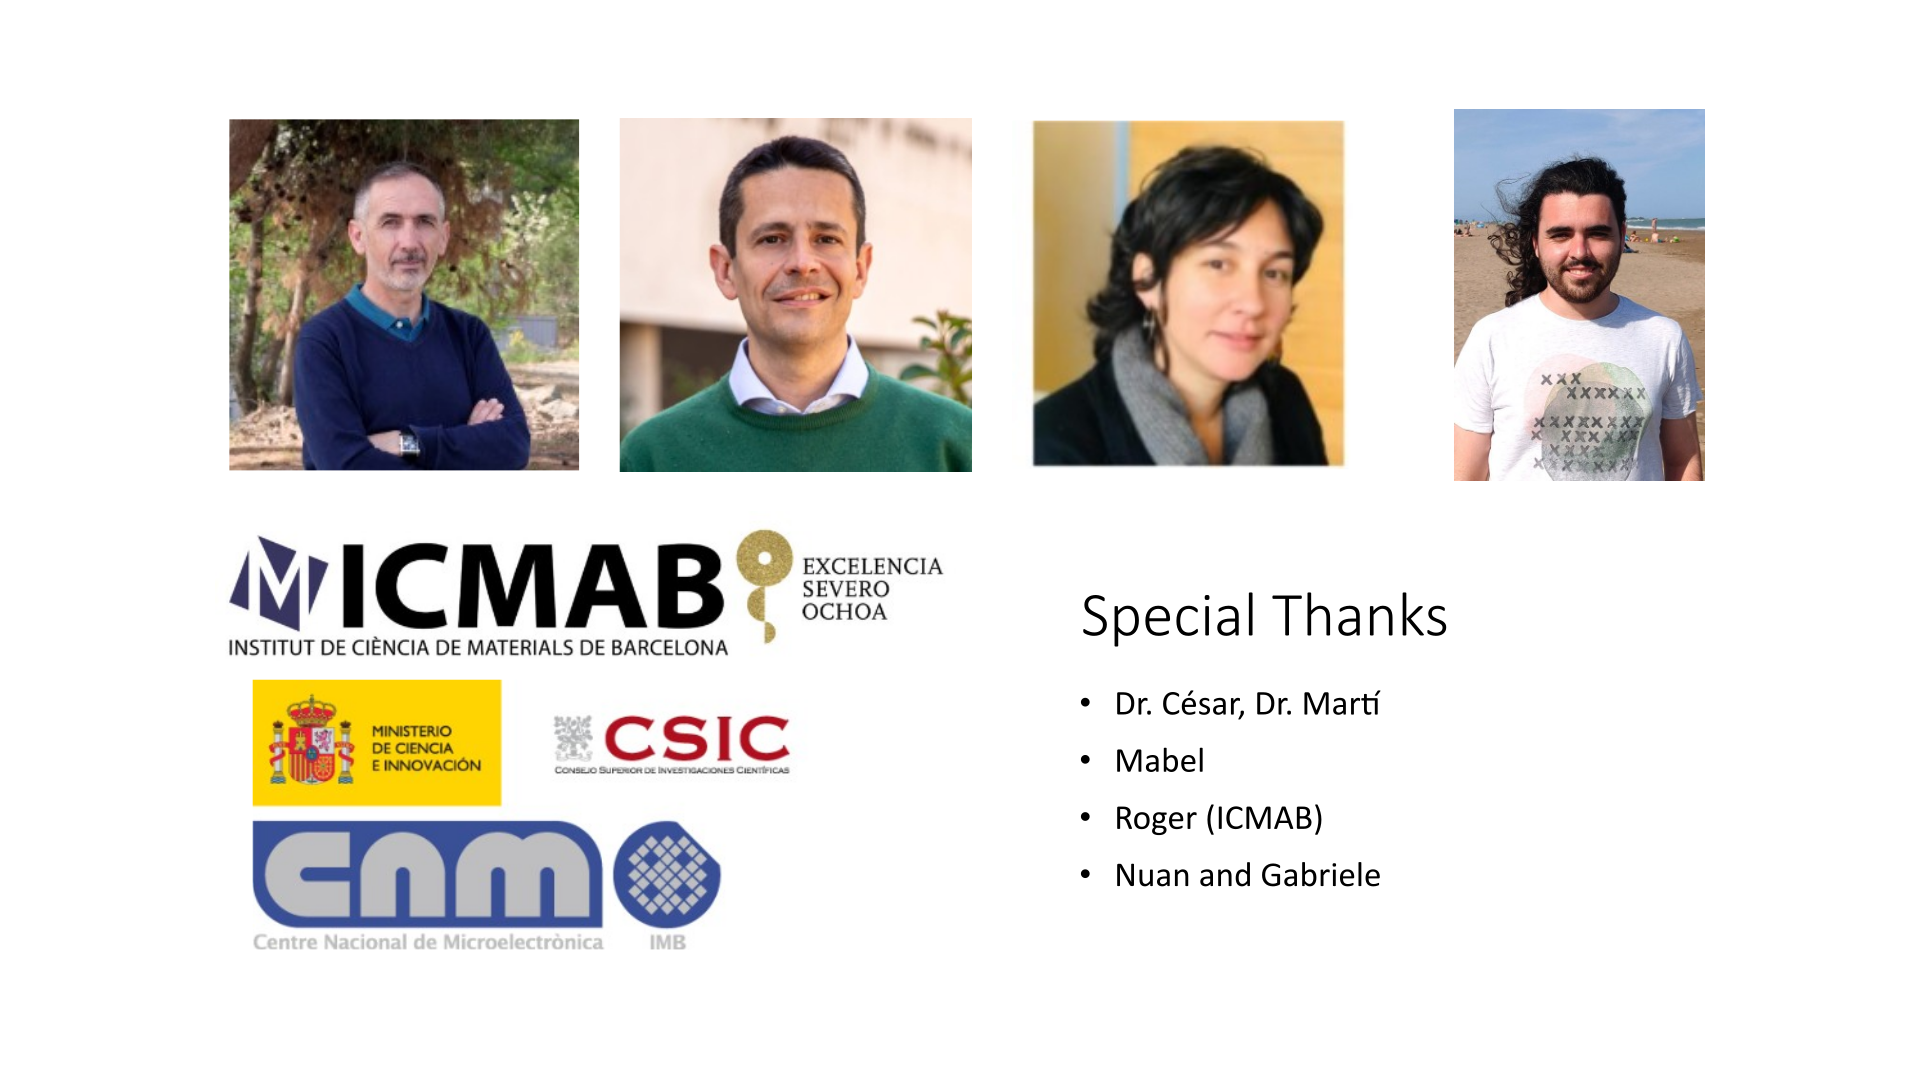 ICMAB
INSTITUT DE CIÈNCIA DE MATERIALS DE BARCELONA
EXCELENCIA
SEVERO
OCHOA
MINISTERIO
DE CIENCIA
E INNOVACIÓN
CSIC
CONSEJO SUPERIOR DE INVESTIGACIONES CIENTÍFICAS
cnm
Centre Nacional de Microelectrònica
IMB
Special Thanks
• Dr. César, Dr. Martí
• Mabel
• Roger (ICMAB)
• Nuan and Gabriele